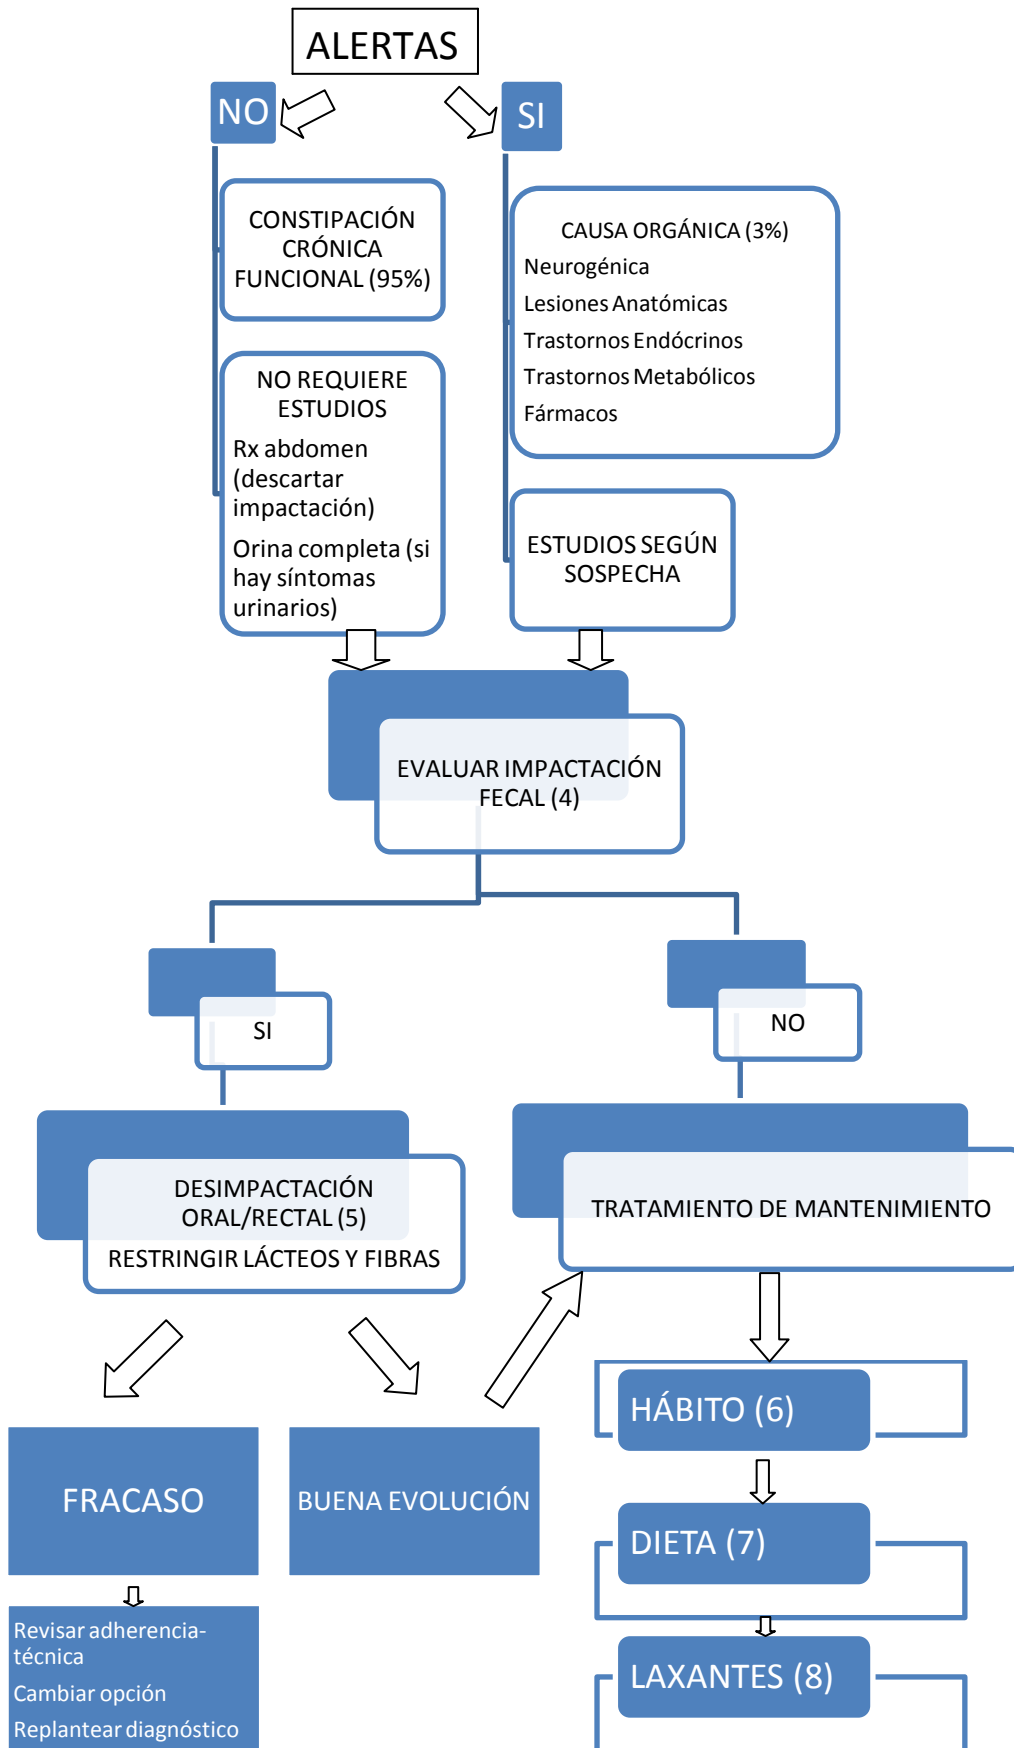 ALERTAS
NO
SI
CONSTIPACIÓN
CRÓNICA
FUNCIONAL (95%)
CAUSA ORGÁNICA (3%)
Neurogénica
Lesiones Anatómicas
Trastornos Endócrinos
Trastornos Metabólicos
Fármacos
NO REQUIERE
ESTUDIOS
Rx abdomen
(descartar
impactación)
Orina completa (si
hay síntomas
urinarios)
ESTUDIOS SEGÚN
SOSPECHA
EVALUAR IMPACTACIÓN
FECAL (4)
SI
NO
DESIMPACTACIÓN
ORAL/RECTAL (5)
RESTRINGIR LÁCTEOS Y FIBRAS
TRATAMIENTO DE MANTENIMIENTO
FRACASO
BUENA EVOLUCIÓN
HÁBITO (6)
DIETA (7)
LAXANTES (8)
Revisar adherencia-
técnica
Cambiar opción
Replantear diagnóstico